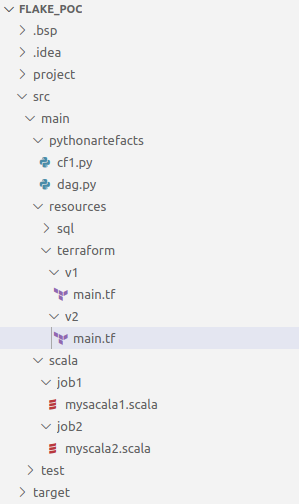 FLAKE_POC
.bsp
.idea
project
src
main
pythonartefacts
cf1.py
dag.py
resources
sql
terraform
v1
main.tf
v2
main.tf
scala
job1
mysacala1.scala
job2
myscala2.scala
test
target